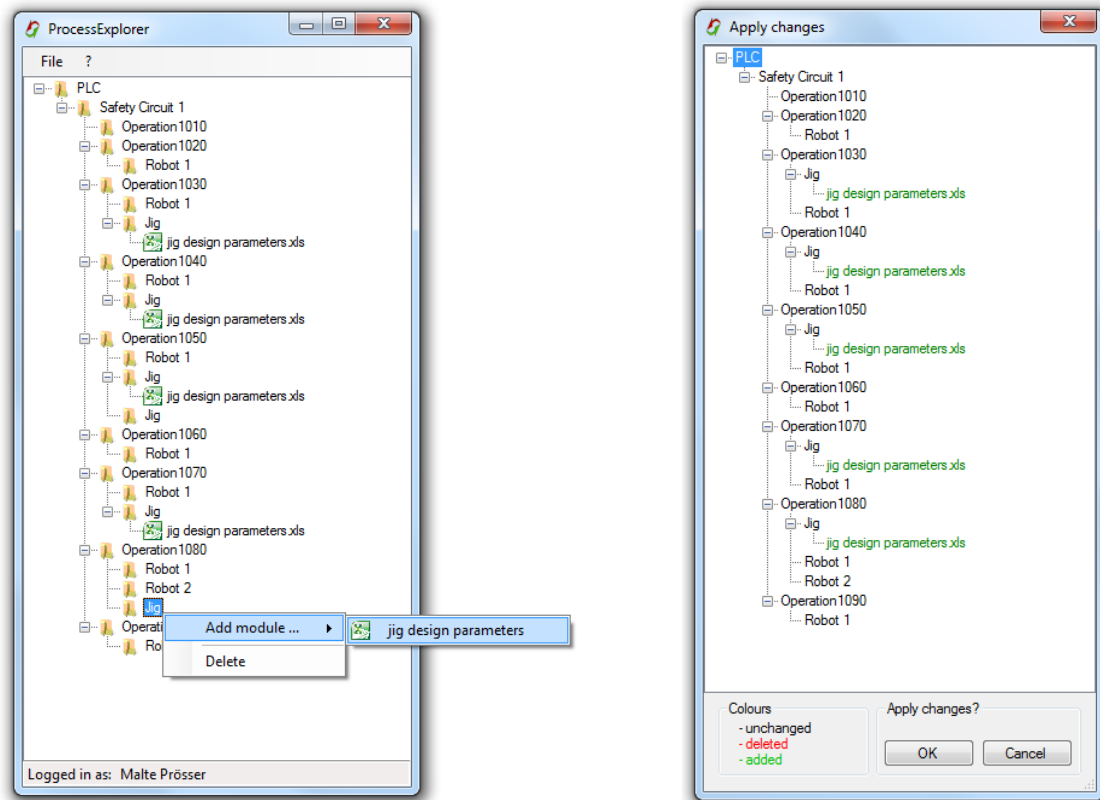 ProcessExplorer
File ?
PLC
Safety Circuit 1
Operation1010
Operation1020
Robot 1
Operation1030
Robot 1
Jig
jig design parameters.xls
Operation1040
Robot 1
Jig
jig design parameters.xls
Operation1050
Robot 1
Jig
jig design parameters.xls
Jig
Operation1060
Robot 1
Operation1070
Robot 1
Jig
jig design parameters.xls
Operation1080
Robot 1
Robot 2
Jig
Operati
Ro
Add module ...
jig design parameters
Delete
Logged in as: Malte Prösser
Apply changes
PLC
Safety Circuit 1
Operation1010
Operation1020
Robot 1
Operation1030
Jig
jig design parameters.xls
Robot 1
Operation1040
Jig
jig design parameters.xls
Robot 1
Operation1050
Jig
jig design parameters.xls
Robot 1
Operation1060
Robot 1
Operation1070
Jig
jig design parameters.xls
Robot 1
Operation1080
Jig
jig design parameters.xls
Robot 1
Robot 2
Operation1090
Robot 1
Colours
- unchanged
- deleted
- added
Apply changes?
OK
Cancel